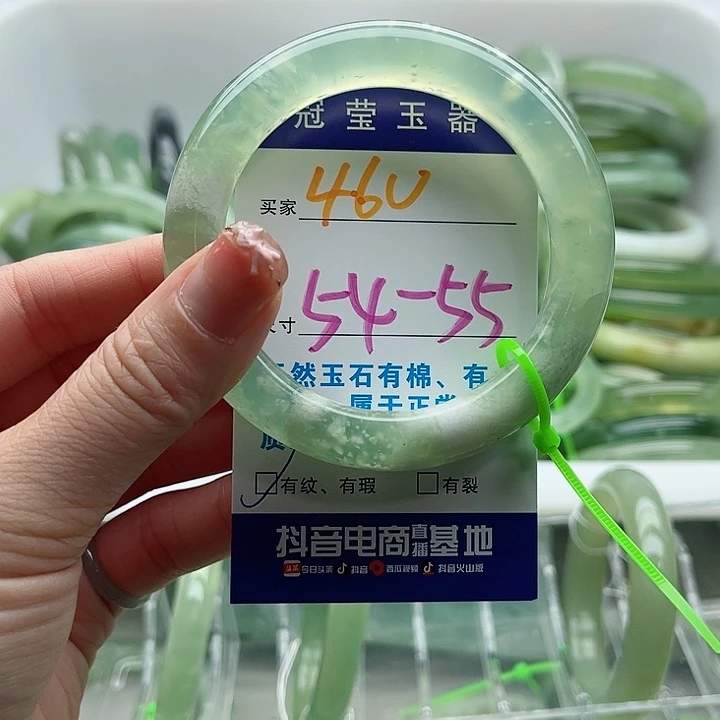 冠莹玉器
买家 460
寸 54-55
然玉石有棉、有
属于正常
质
有纹、有瑕 有裂
抖音电商直播基地
今日头条 抖音 西瓜视频 抖音火山版